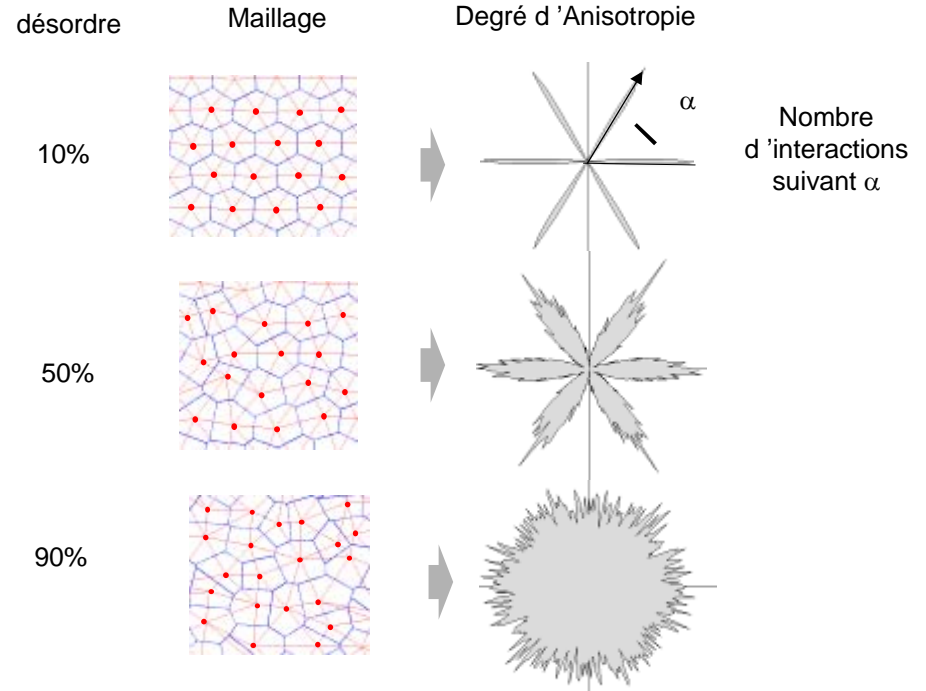 désordre
Maillage
Degré d ’Anisotropie
10%
α
Nombre
d ’interactions
suivant α
50%
90%